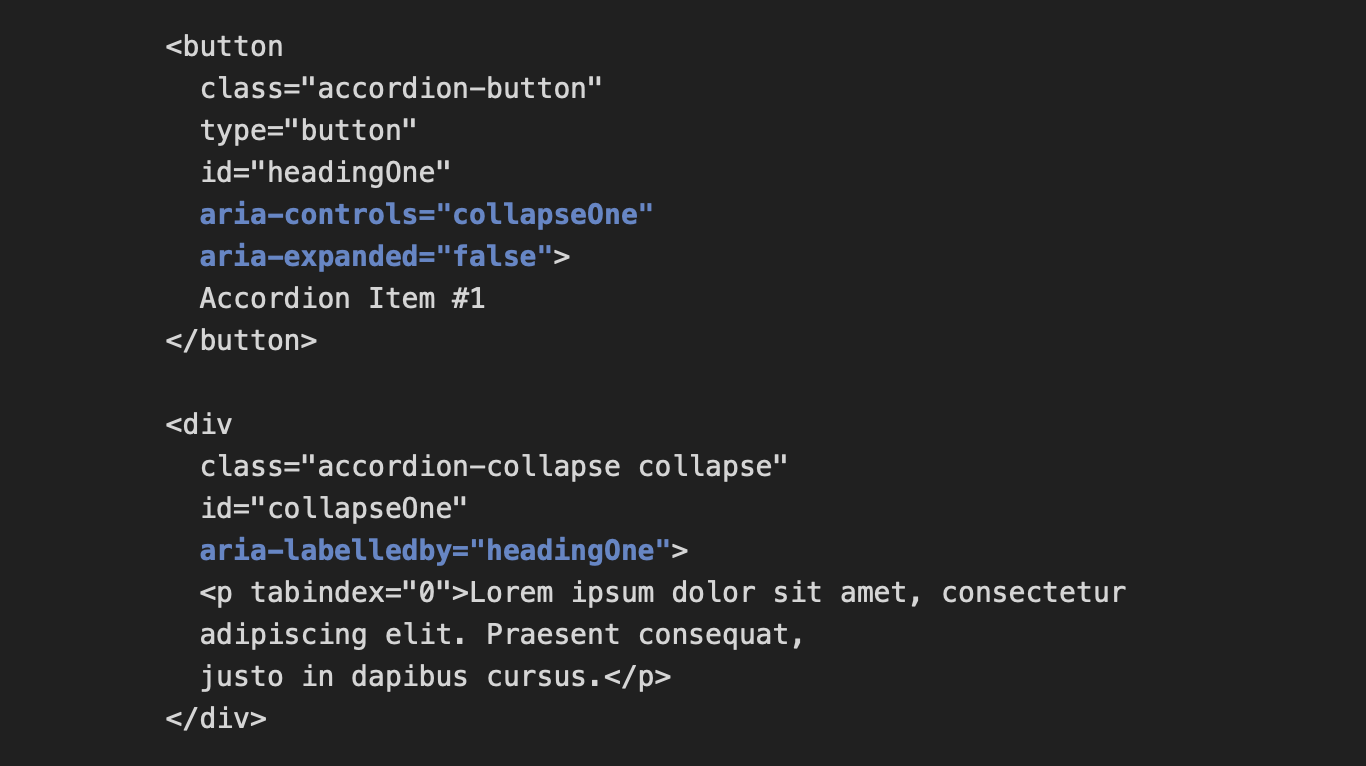 <button
class="accordion-button"
type="button"
id="headingOne"
aria-controls="collapseOne"
aria-expanded="false">
Accordion Item #1
</button>
<div
class="accordion-collapse collapse"
id="collapseOne"
aria-labelledby="headingOne">
<p tabindex="0">Lorem ipsum dolor sit amet, consectetur
adipiscing elit. Praesent consequat,
justo in dapibus cursus.</p>
</div>